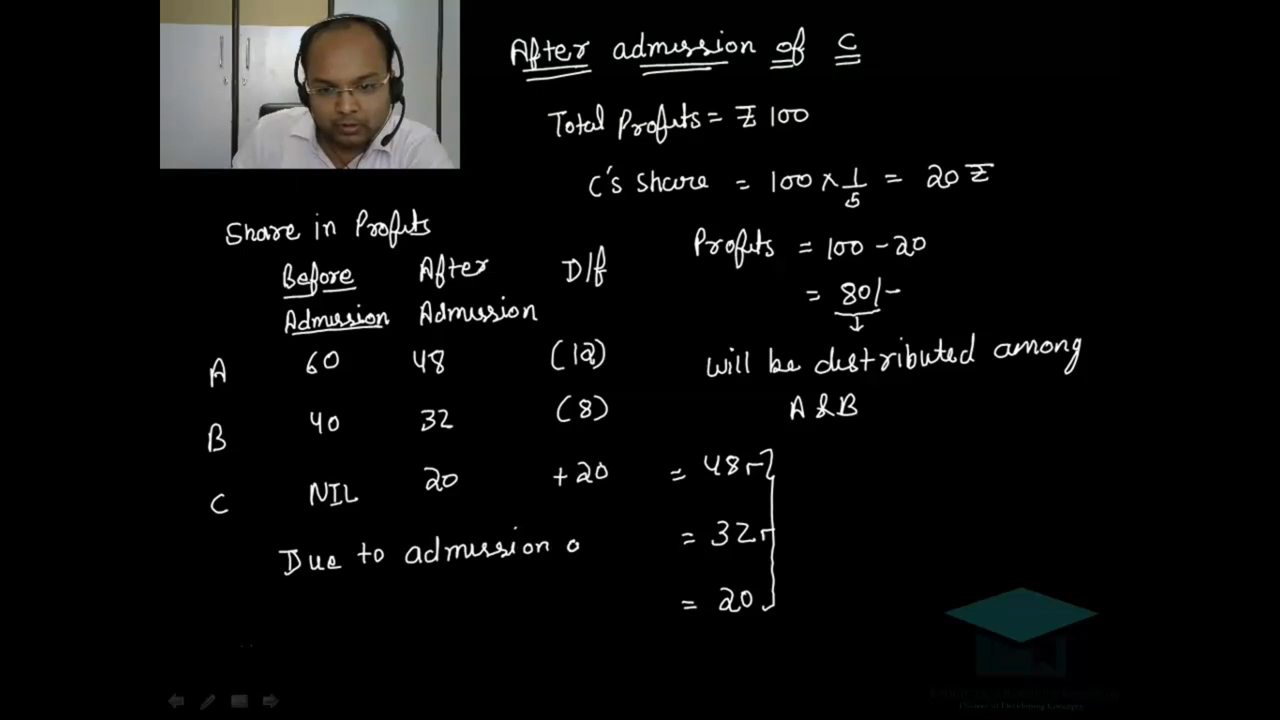 After admission of C
Total Profits = ₹ 100
C's share = 100 × 1/5 = 20 ₹
Share in Profits
Before Admission After Admission D/f
A 60 48 (12)
B 40 32 (8)
C NIL 20 +20
Due to admission o
Profits = 100 - 20
= 80/-
will be distributed among
A & B
= 48
= 32
= 20